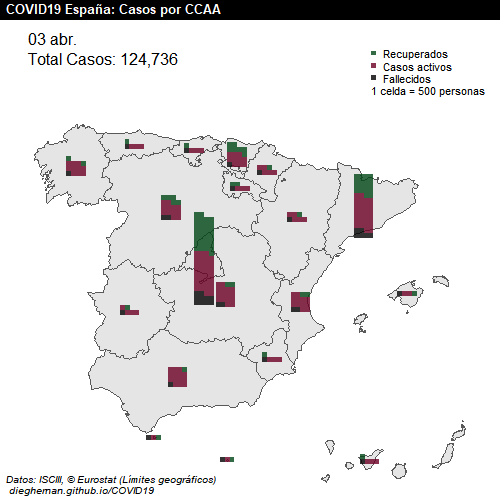 COVID19 España: Casos por CCAA
03 abr.
Total Casos: 124,736
Recuperados
Casos activos
Fallecidos
1 celda = 500 personas
Datos: ISCIII, © Eurostat (Límites geográficos)
diegheman.github.io/COVID19